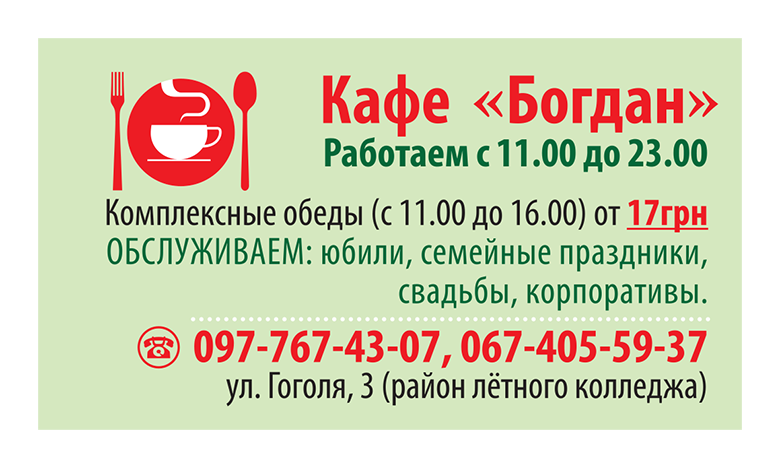 Кафе «Богдан»
Работаем с 11.00 до 23.00
Комплексные обеды (с 11.00 до 16.00) от 17грн
ОБСЛУЖИВАЕМ: юбили, семейные праздники,
свадьбы, корпоративы.
097-767-43-07, 067-405-59-37
ул. Гоголя, 3 (район лётного колледжа)